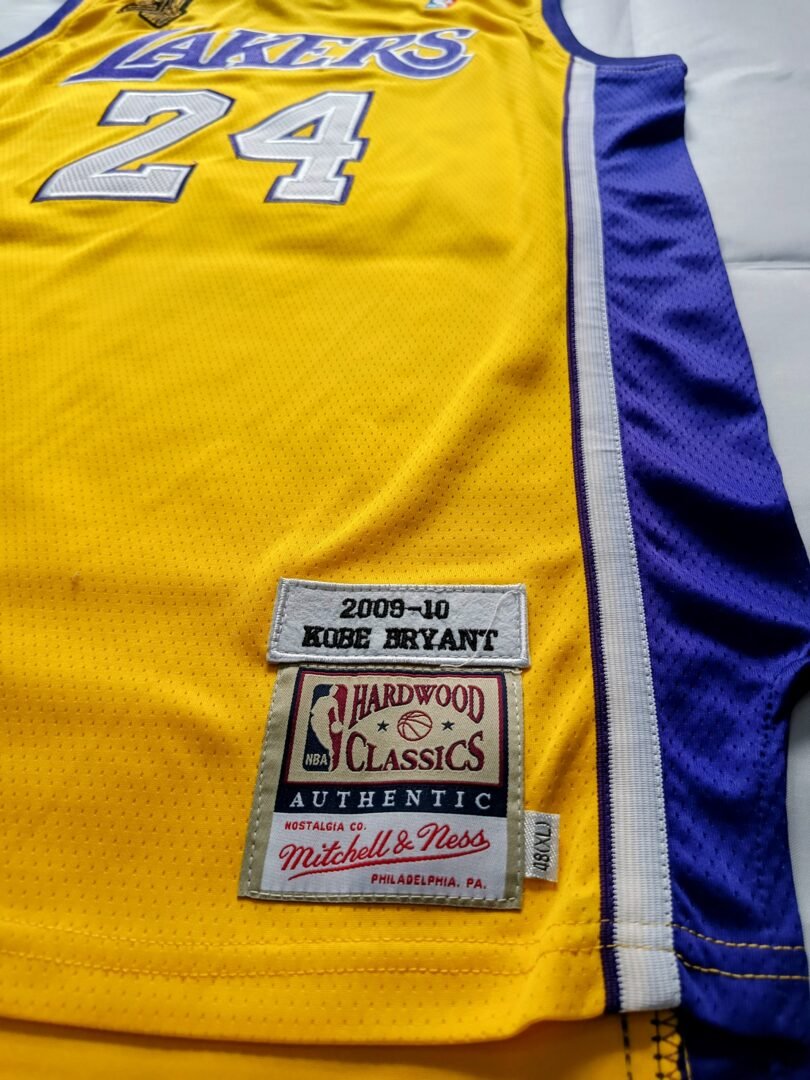 LAKERS
24
2009-10
KOBE BRYANT
HARDWOOD
CLASSICS
NBA
AUTHENTIC
NOSTALGIA CO.
Mitchell & Ness
PHILADELPHIA, PA.
48(XL)